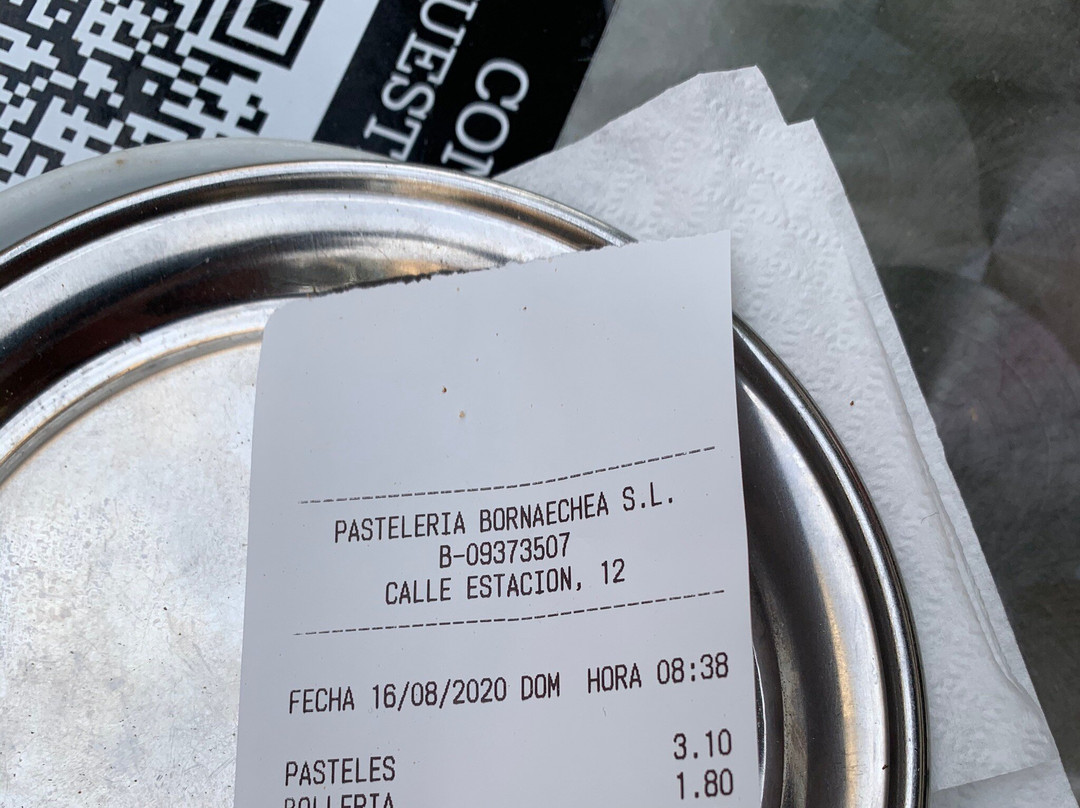 PASTELERIA BORNAECHEA S.L.
B-09373507
CALLE ESTACION, 12
FECHA 16/08/2020 DOM HORA 08:38
PASTELES 3.10
BOLLERIA 1.80